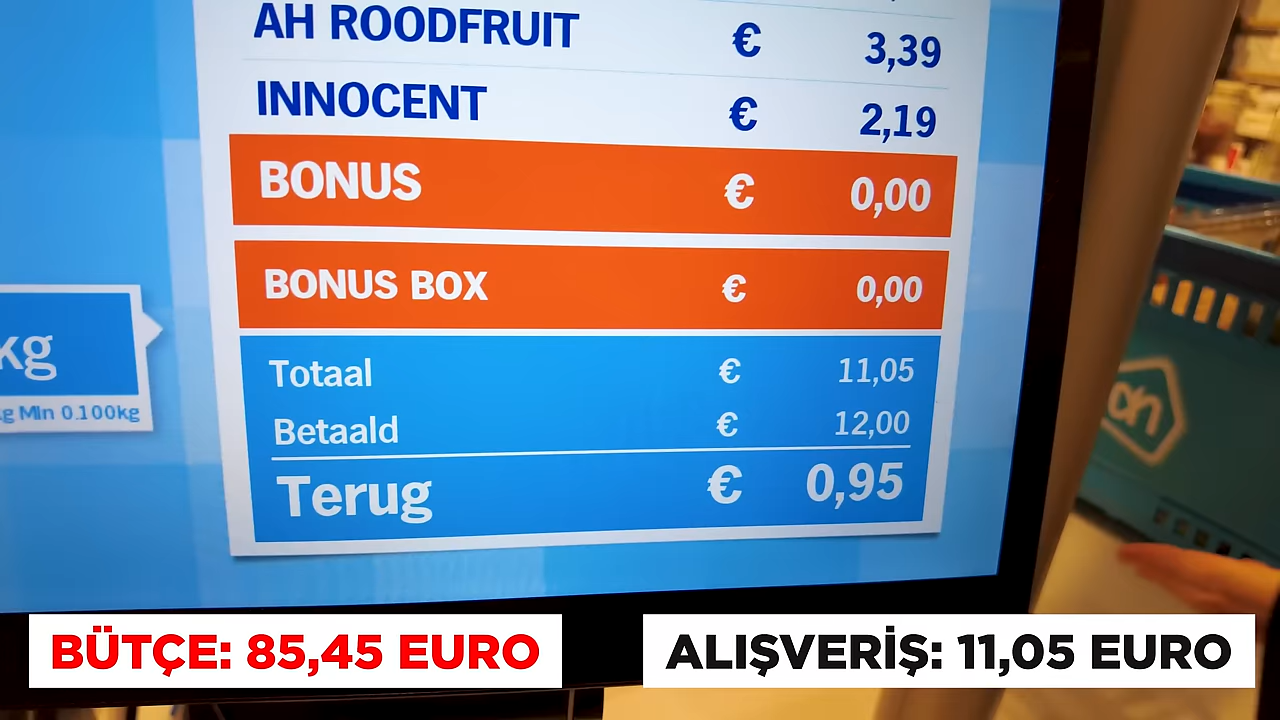 AH ROODFRUIT € 3,39
INNOCENT € 2,19
BONUS € 0,00
BONUS BOX € 0,00
Totaal € 11,05
Betaald € 12,00
Terug € 0,95
kg
Min 0.100kg
ah
BÜTÇE: 85,45 EURO
ALIŞVERİŞ: 11,05 EURO